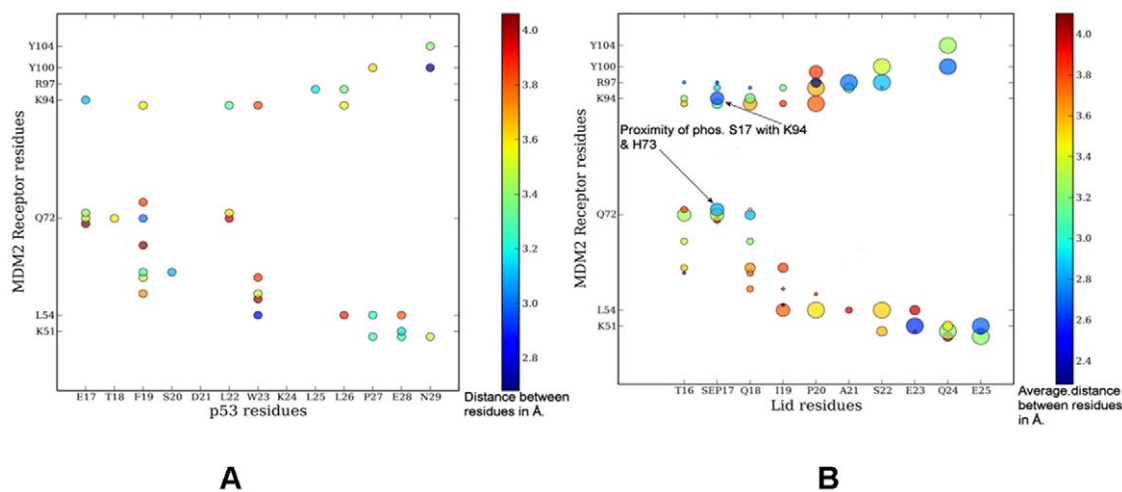 MDM2 Receptor residues
Y104
Y100
R97
K94
Q72
L54
K51
E17 T18 F19 S20 D21 L22 W23 K24 L25 L26 P27 E28 N29
p53 residues
4.0
3.8
3.6
3.4
3.2
3.0
2.8
Distance between
residues in Å.
A
MDM2 Receptor residues
Y104
Y100
R97
K94
Q72
L54
K51
Proximity of phos. S17 with K94
& H73
T16 SEP17 Q18 I19 P20 A21 S22 E23 Q24 E25
Lid residues
4.0
3.8
3.6
3.4
3.2
3.0
2.8
2.6
2.4
Average.distance
between residues
in Å.
B